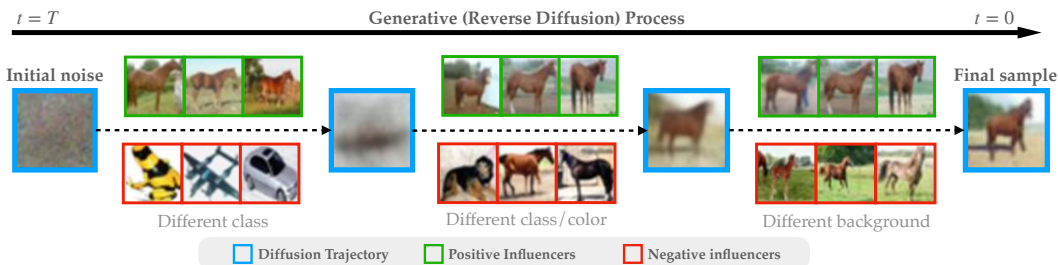 t = T
Generative (Reverse Diffusion) Process
t = 0
Initial noise
Final sample
Different class
Different class/color
Different background
Diffusion Trajectory
Positive Influencers
Negative influencers